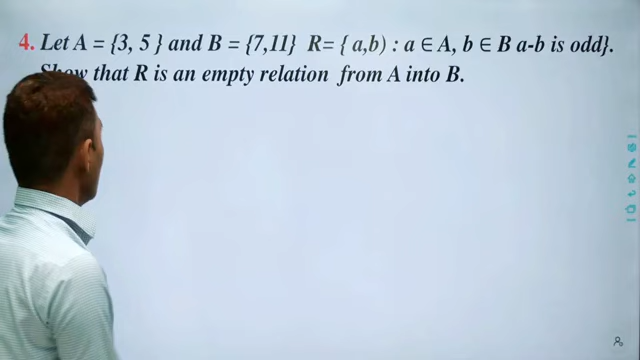 4. Let A = {3, 5 } and B = {7,11} R= { a,b) : a ∈ A, b ∈ B a-b is odd}.
Show that R is an empty relation from A into B.